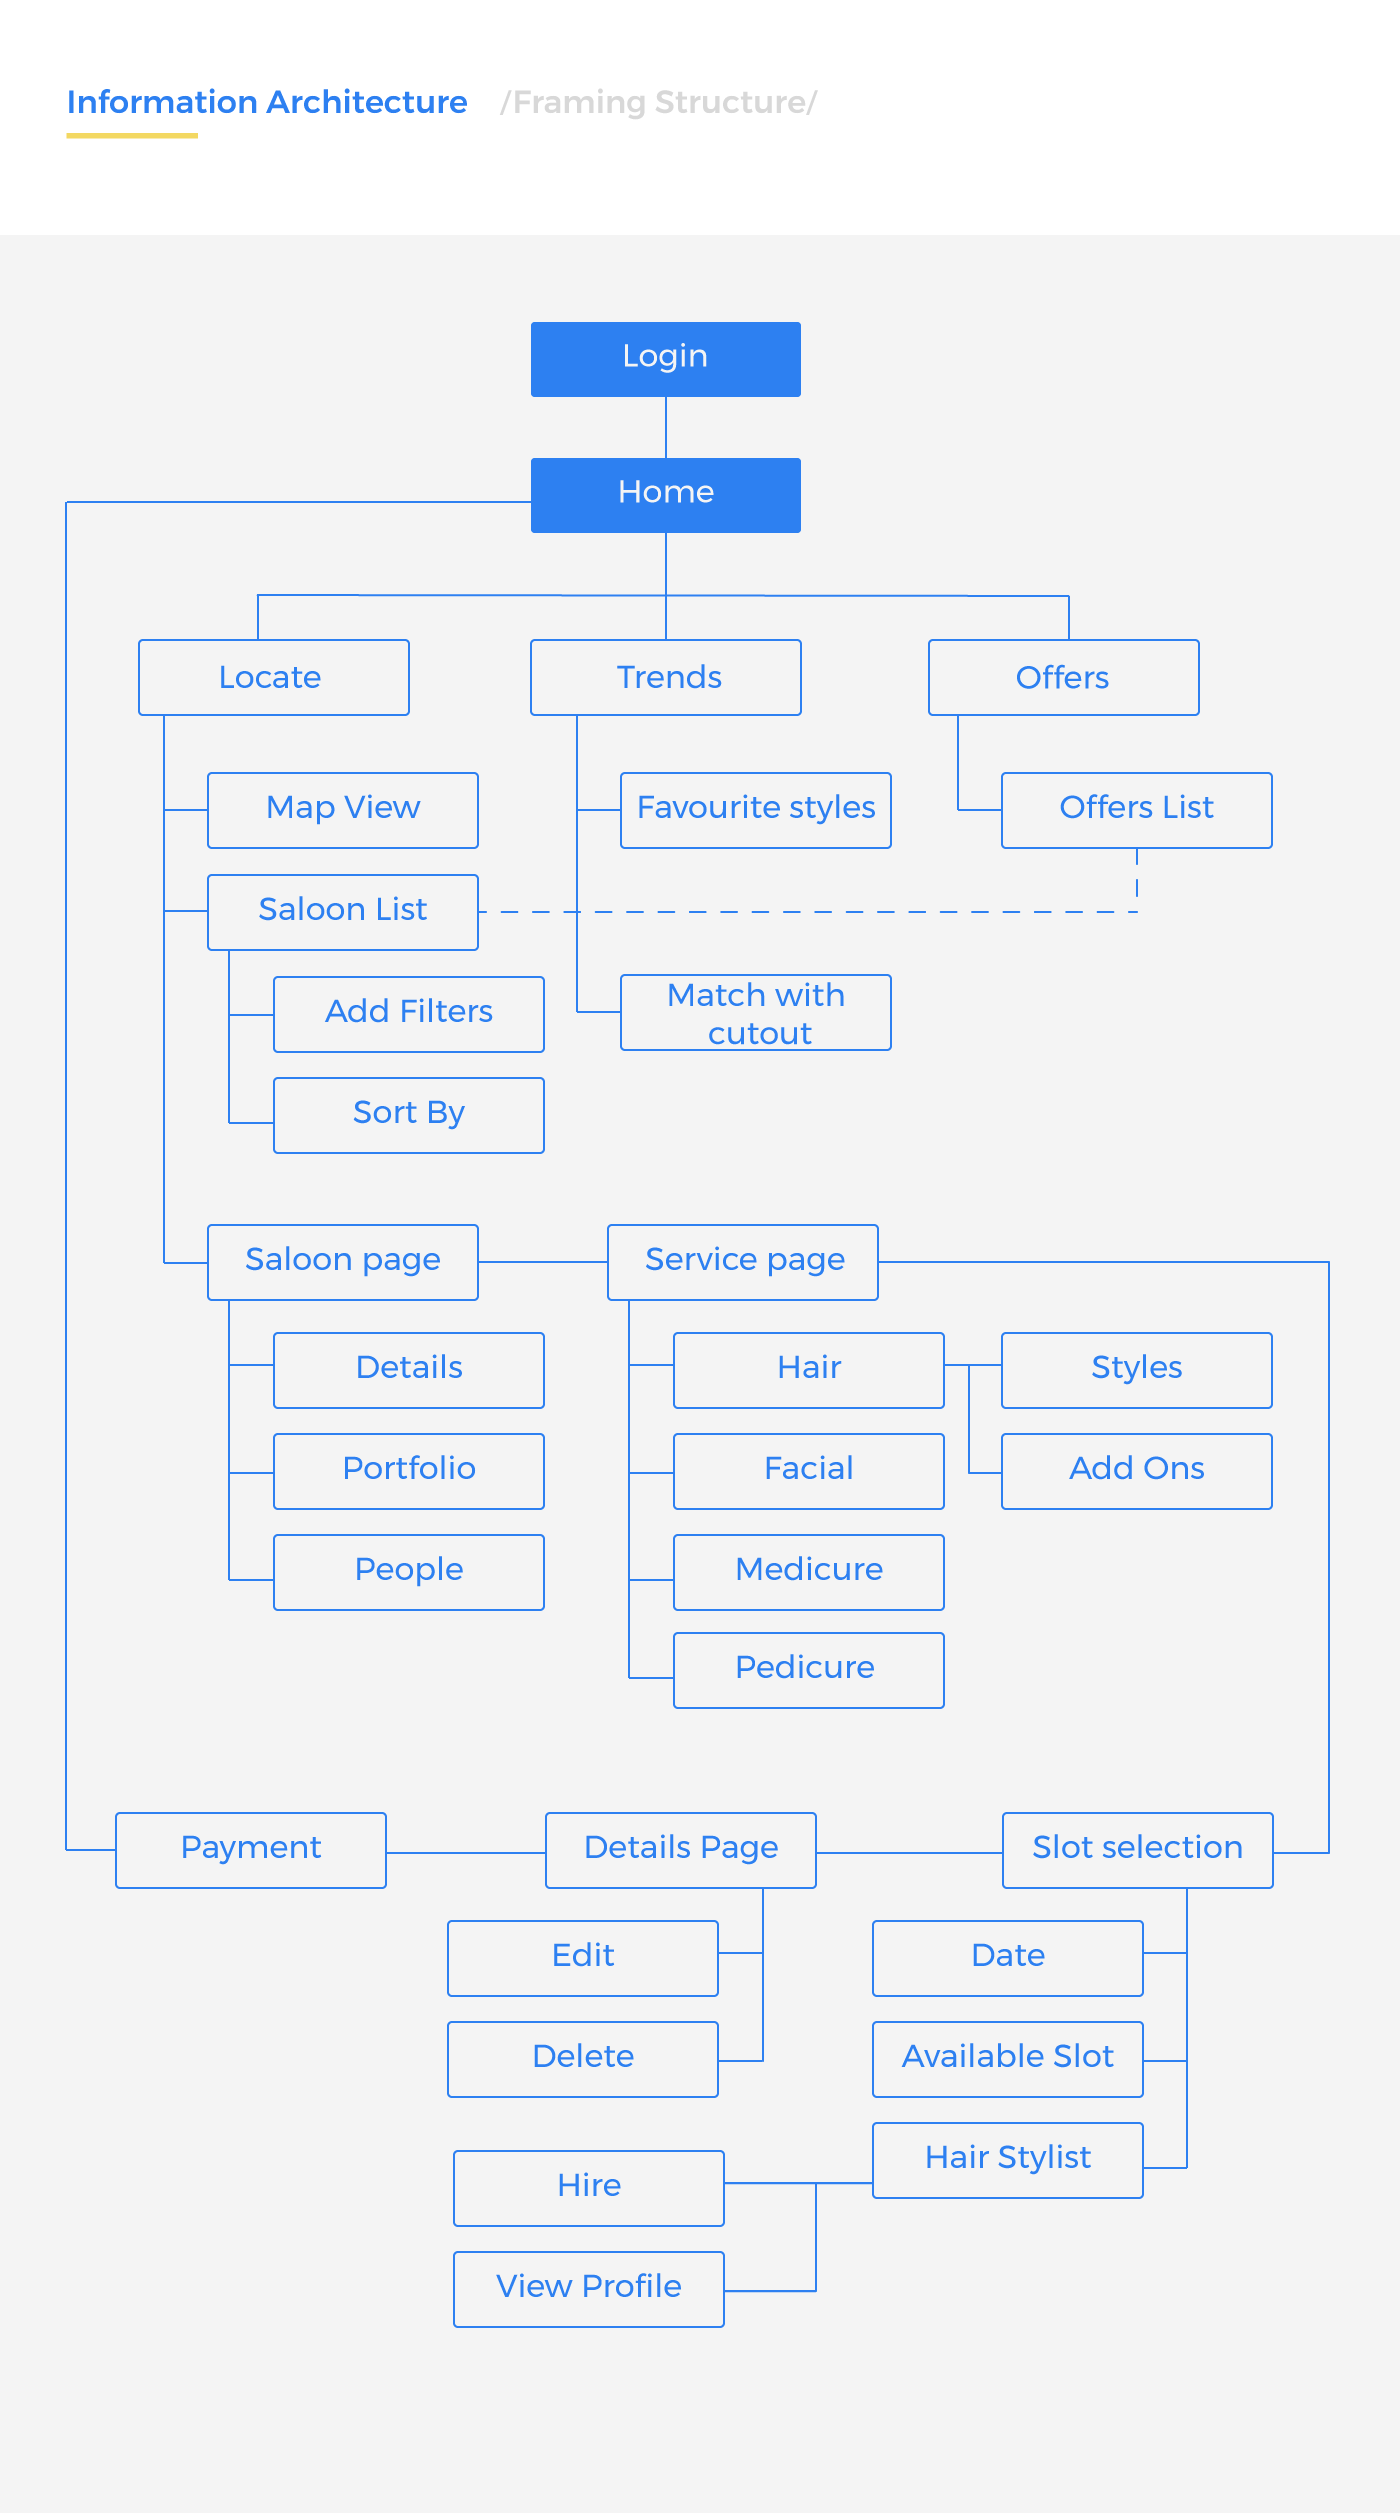 Information Architecture /Framing Structure/
Login
Home
Locate
Trends
Offers
Map View
Favourite styles
Offers List
Saloon List
Add Filters
Match with
cutout
Sort By
Saloon page
Service page
Details
Hair
Styles
Portfolio
Facial
Add Ons
People
Medicure
Pedicure
Payment
Details Page
Slot selection
Edit
Date
Delete
Available Slot
Hair Stylist
Hire
View Profile